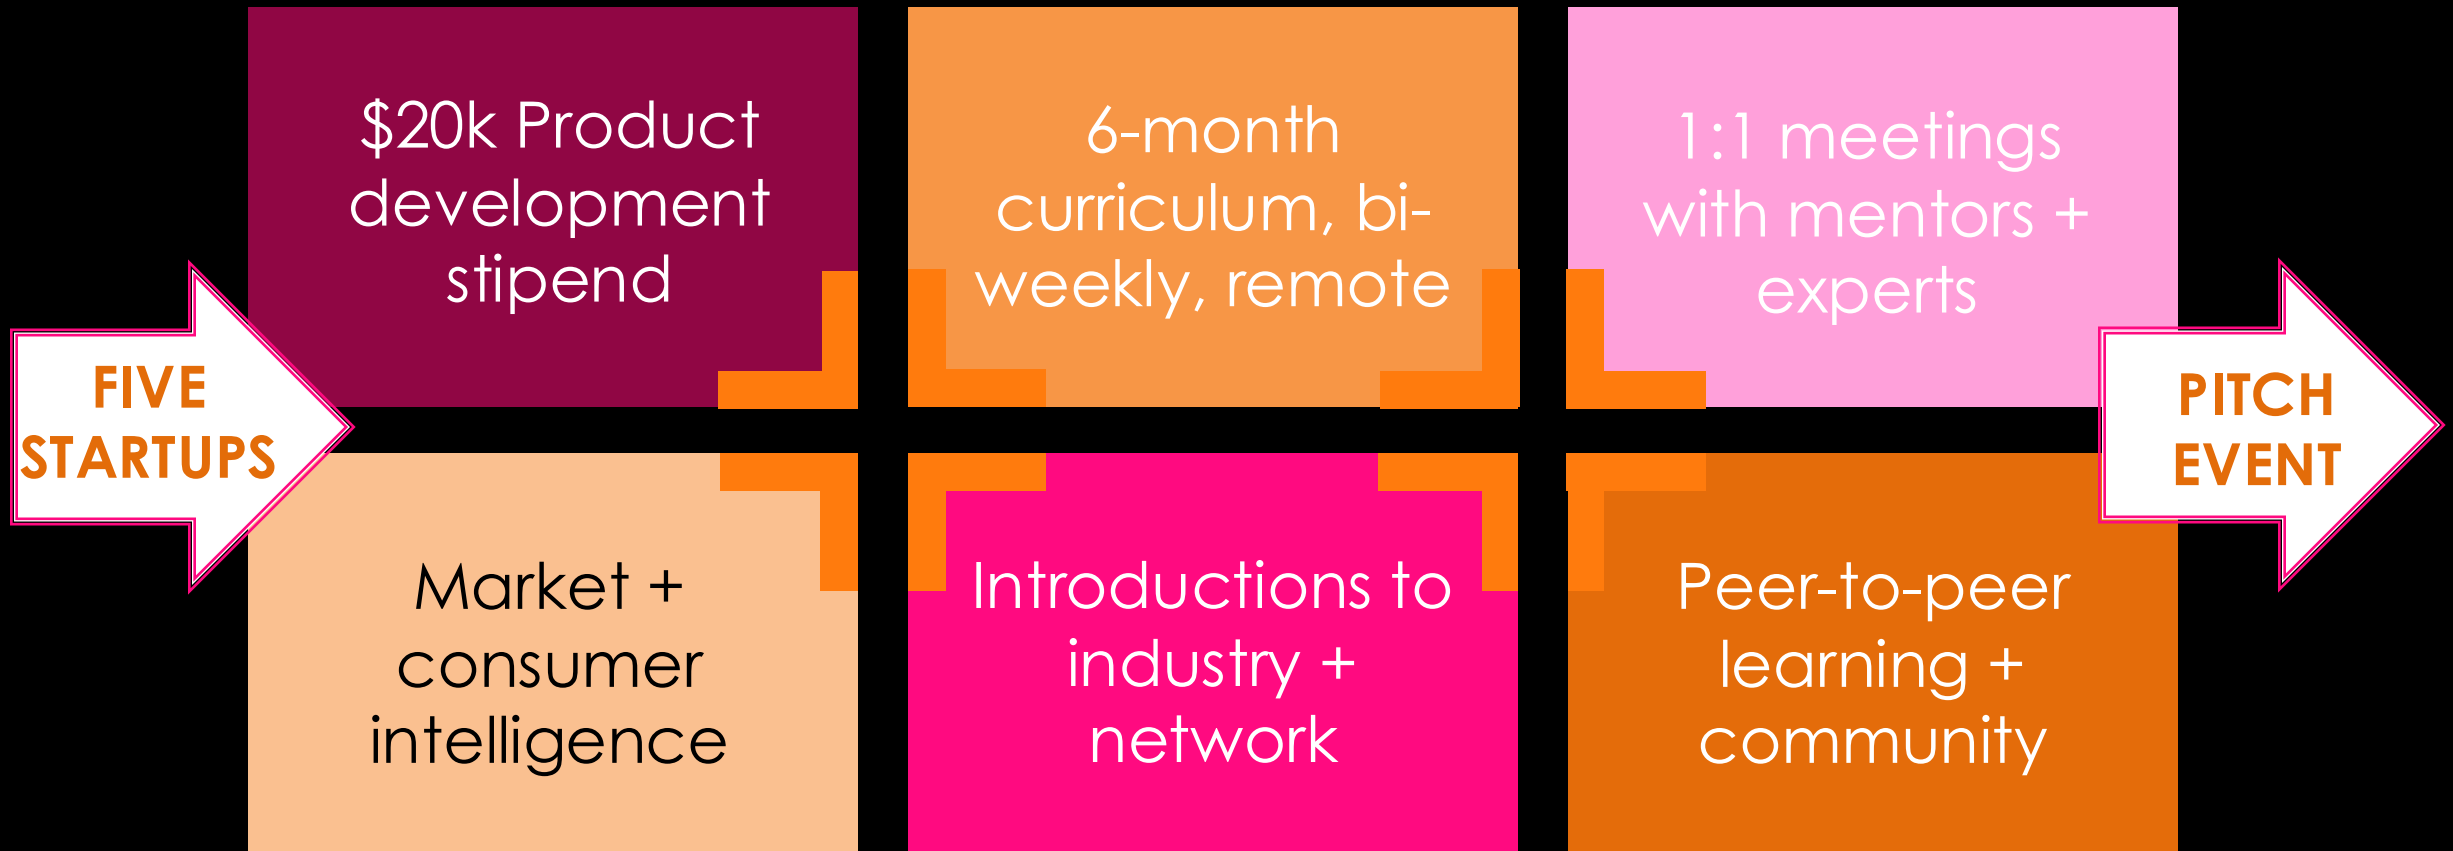 $20k Product
development
stipend
6-month
curriculum, bi-
weekly, remote
1:1 meetings
with mentors +
experts
FIVE
STARTUPS
PITCH
EVENT
Market +
consumer
intelligence
Introductions to
industry +
network
Peer-to-peer
learning +
community